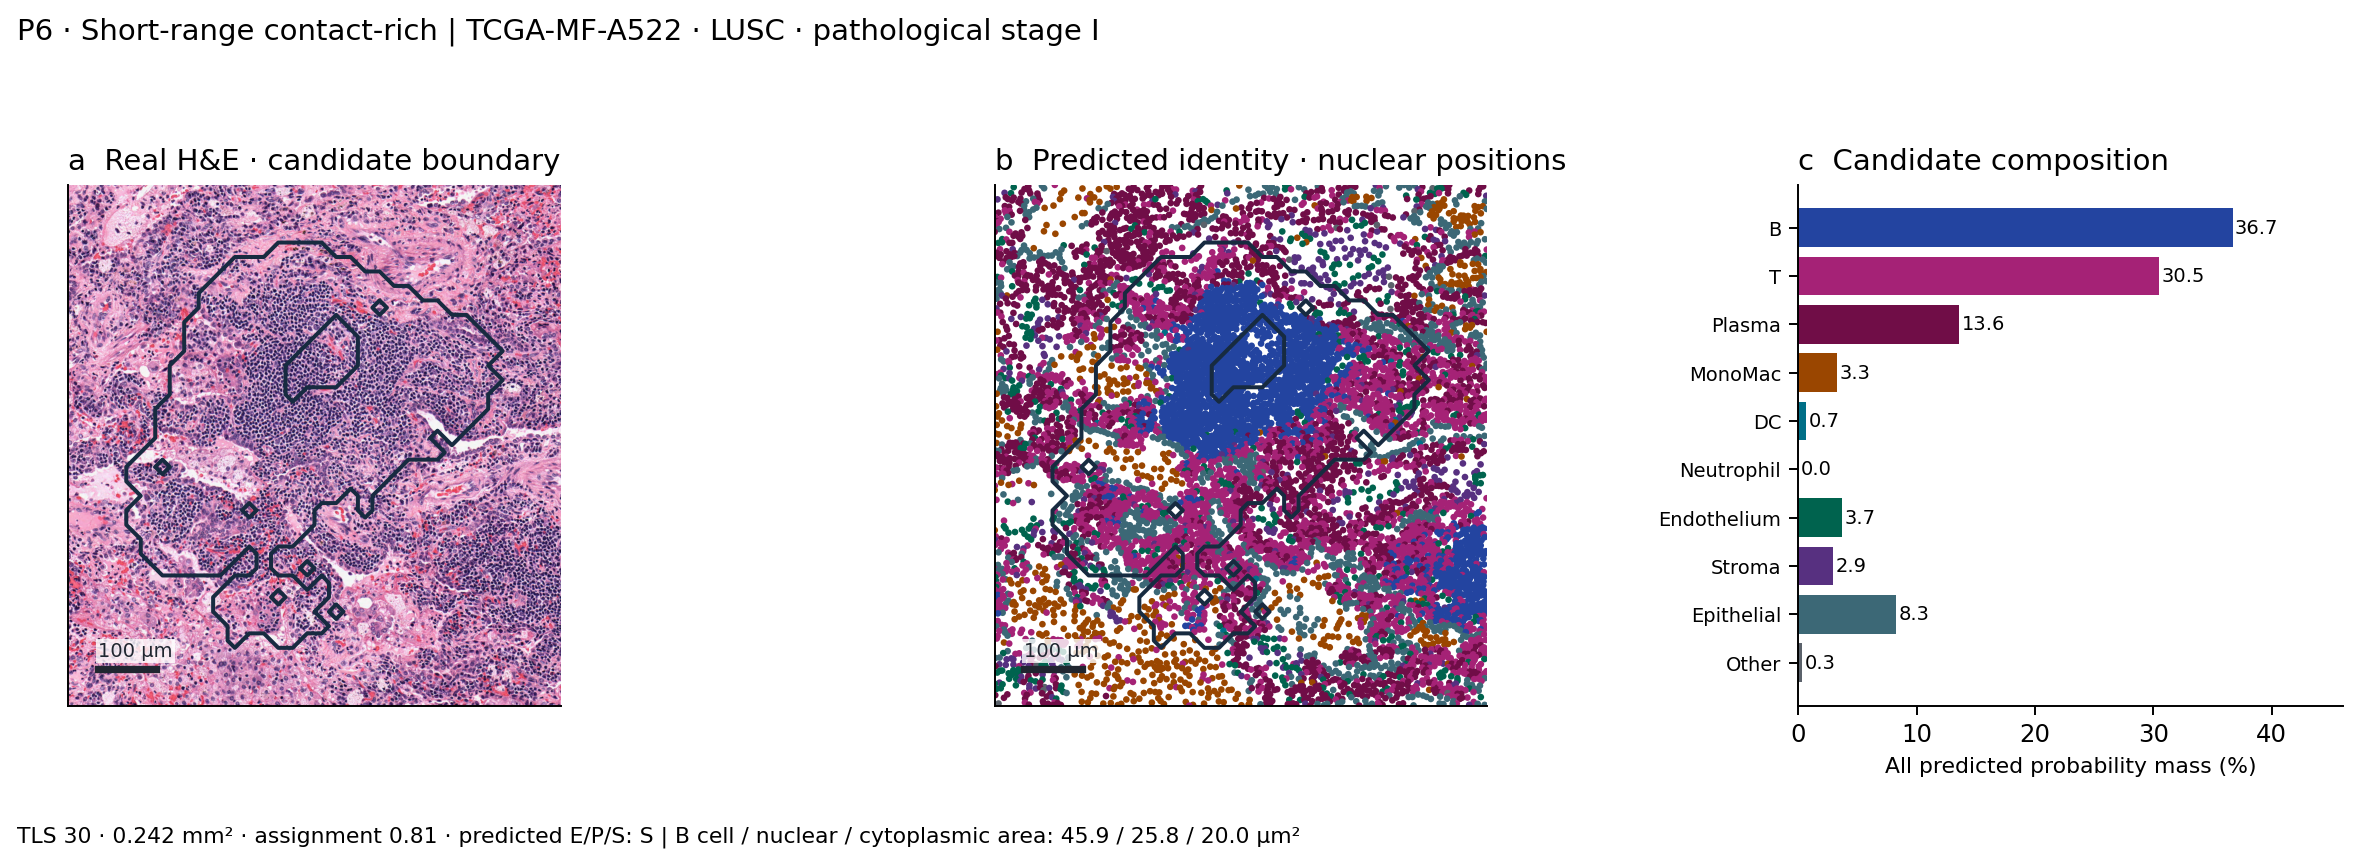 P6 · Short-range contact-rich | TCGA-MF-A522 · LUSC · pathological stage I
a  Real H&E · candidate boundary
100 µm
b  Predicted identity · nuclear positions
100 µm
c  Candidate composition
B 36.7
T 30.5
Plasma 13.6
MonoMac 3.3
DC 0.7
Neutrophil 0.0
Endothelium 3.7
Stroma 2.9
Epithelial 8.3
Other 0.3
0 10 20 30 40
All predicted probability mass (%)
TLS 30 · 0.242 mm² · assignment 0.81 · predicted E/P/S: S | B cell / nuclear / cytoplasmic area: 45.9 / 25.8 / 20.0 µm²